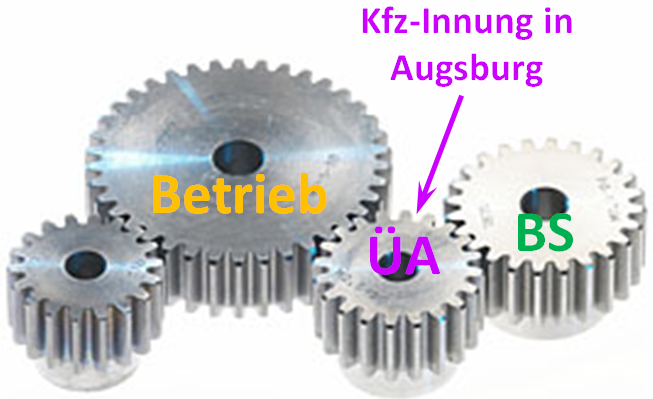 Kfz-Innung in
Augsburg
Betrieb
ÜA
BS